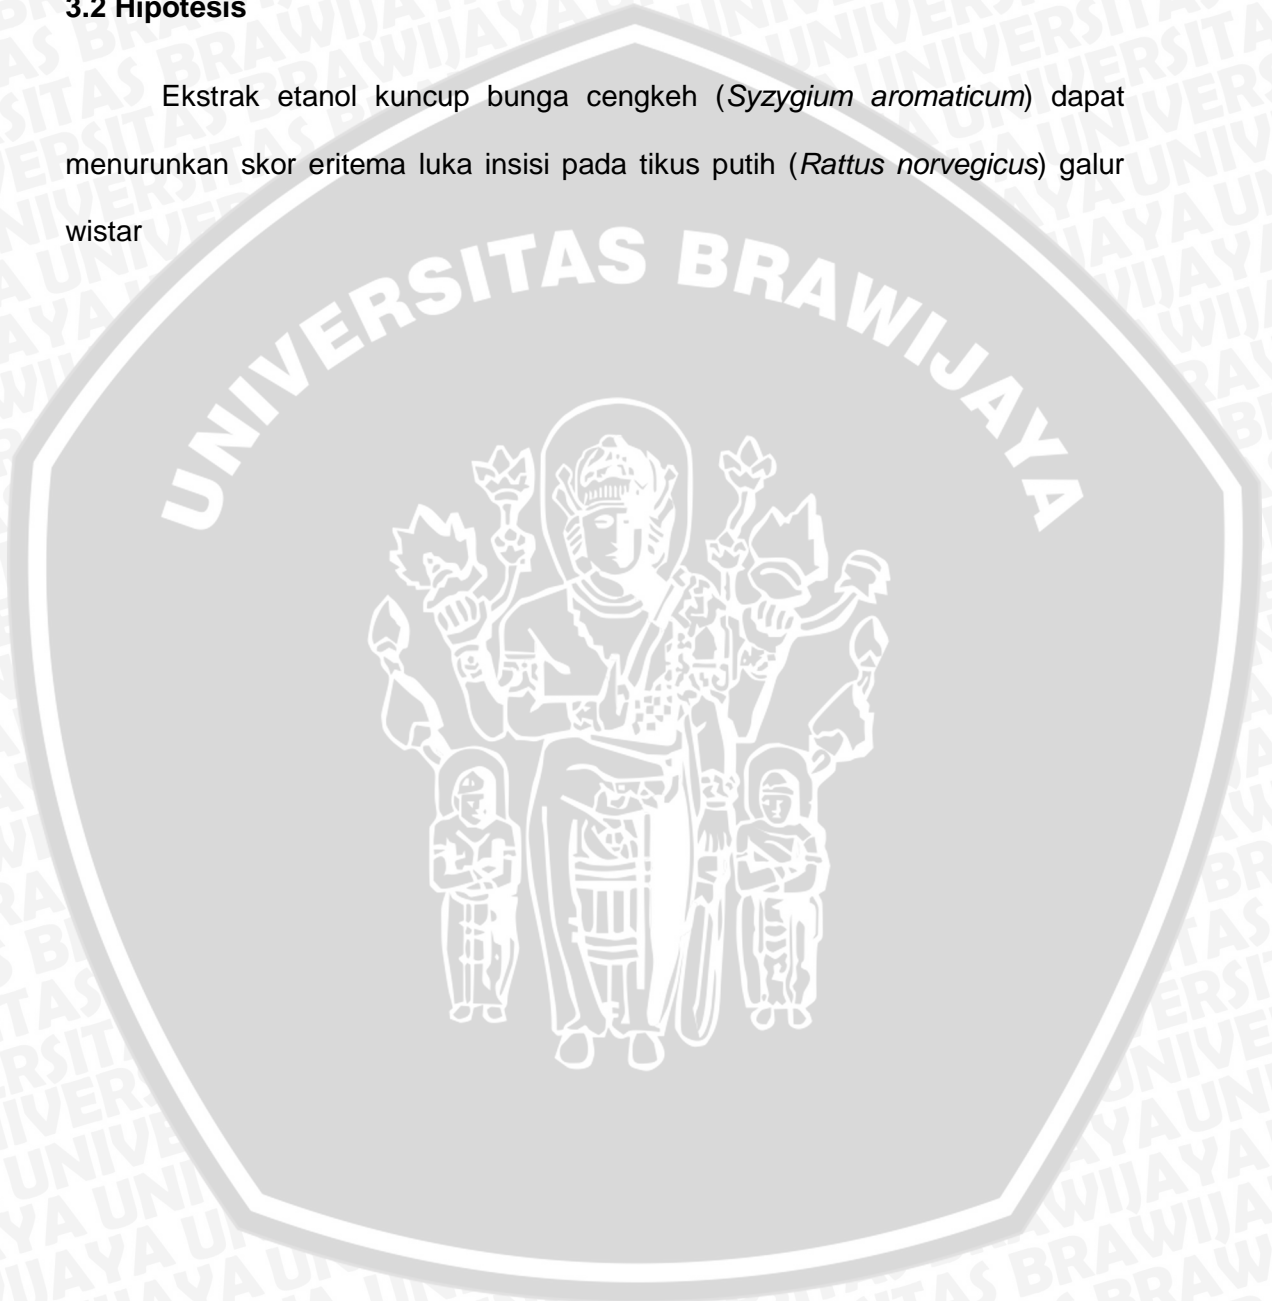 3.2 Hipotesis
Ekstrak etanol kuncup bunga cengkeh (Syzygium aromaticum) dapat
menurunkan skor eritema luka insisi pada tikus putih (Rattus norvegicus) galur
wistar
UNIVERSITAS BRAWIJAYA